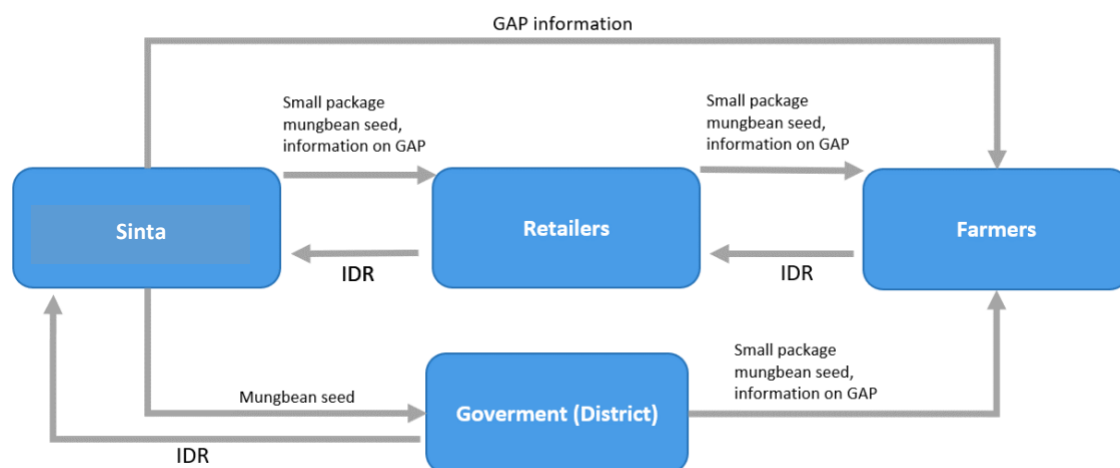 GAP information
Small package
mungbean seed,
information on GAP
Small package
mungbean seed,
information on GAP
Sinta
Retailers
Farmers
IDR
IDR
Small package
mungbean seed,
information on GAP
Mungbean seed
Goverment (District)
IDR